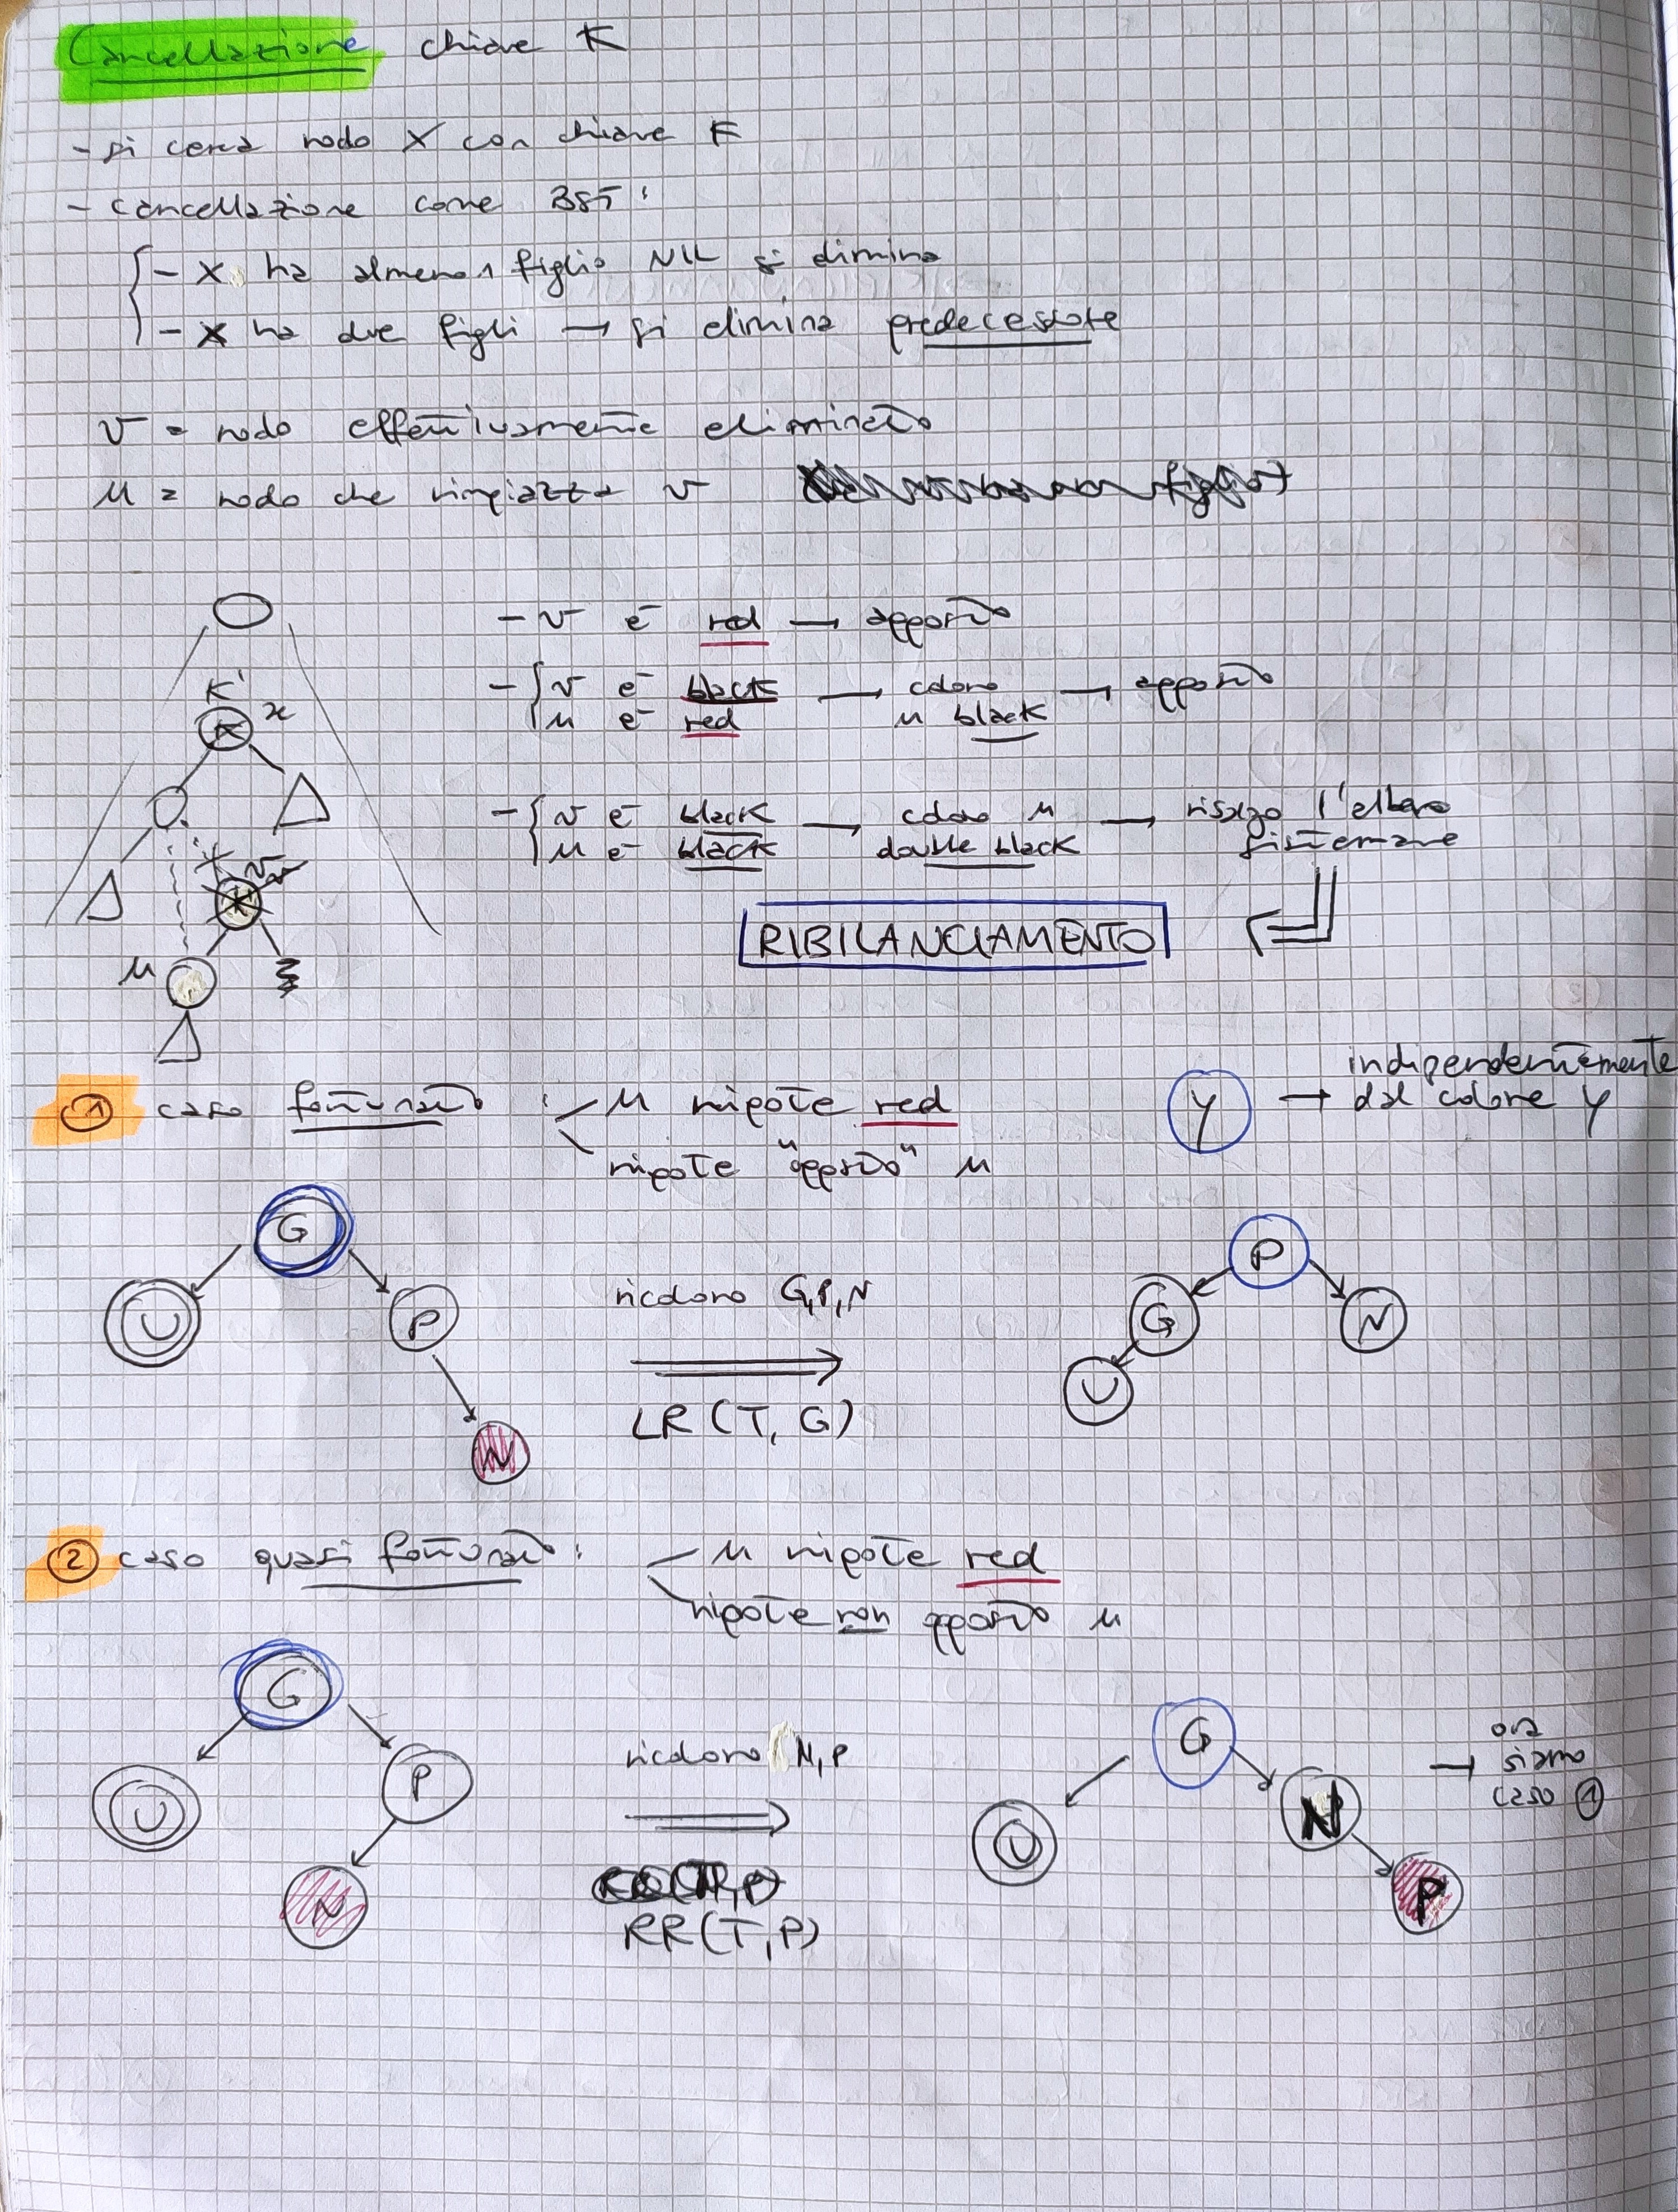 Cancellazione chiave K
- si cerca nodo X con chiave K
- cancellazione come BST:
- X ha almeno 1 figlio NIL si elimina
- X ha due figli → si elimina predecessore
v = nodo effettivamente eliminato
μ = nodo che rimpiazza v
- v è red → apposto
- v è black → coloro → apposto
μ è red μ black
- v è black → coloro μ → risalgo l'albero
μ è black double black sistemare
K'
K x
v
μ
RIBILANCIAMENTO
① caso fortunato : μ nipote red
nipote "opposto" μ
Y → indipendentemente
dal colore Y
G
U P
N
ricoloro G,P,N
LR (T, G)
P
G N
U
② caso quasi fortunato : μ nipote red
nipote non opposto μ
G
U P
N
ricoloro N,P
RR (T,P)
G
U N
P
→ ora
siamo
caso ①